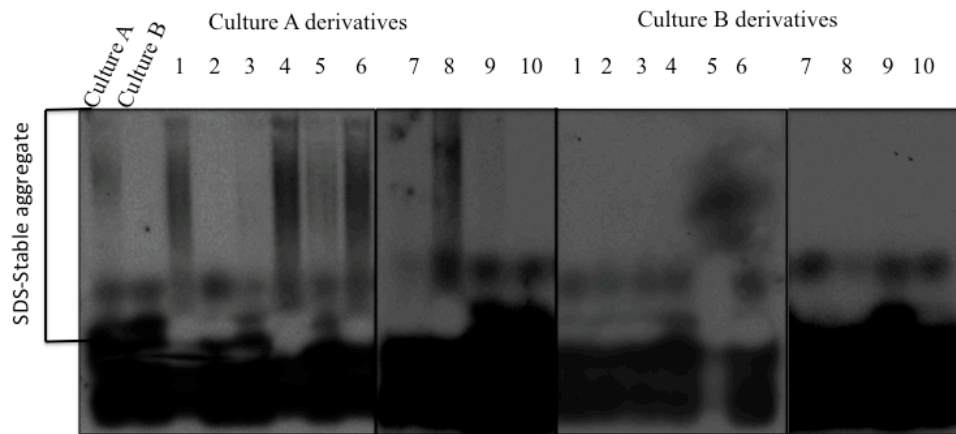 Culture A derivatives
Culture B derivatives
Culture A
Culture B
1 2 3 4 5 6 7 8 9 10
1 2 3 4 5 6 7 8 9 10
SDS-Stable aggregate